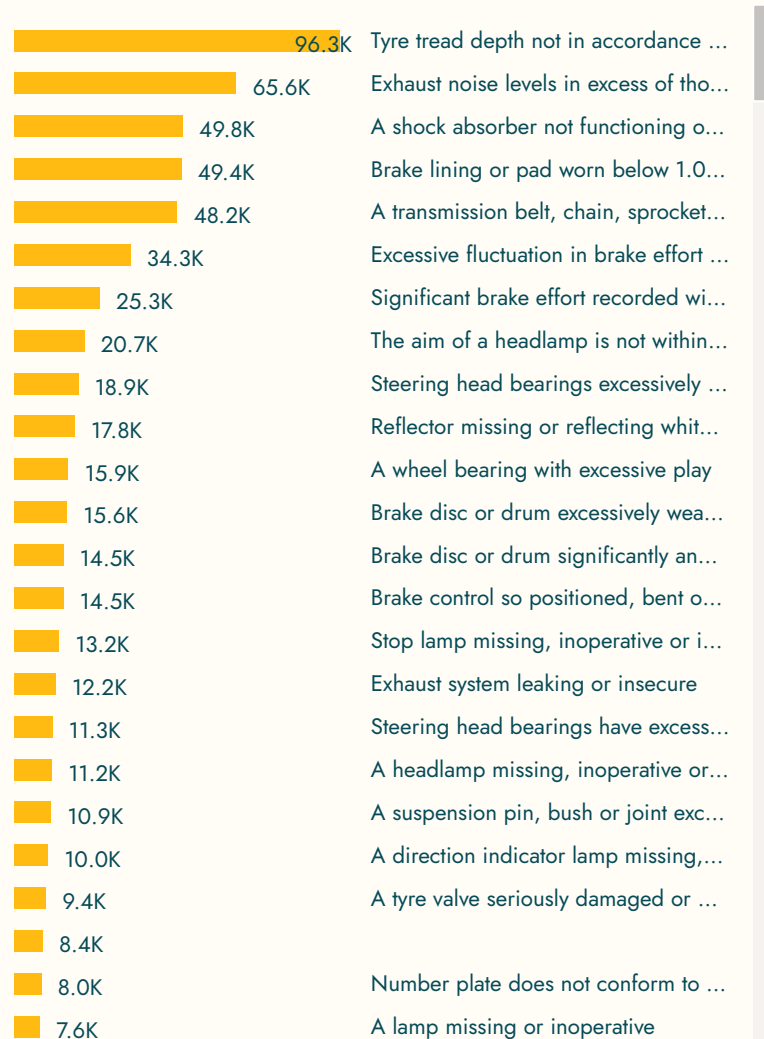 96.3K Tyre tread depth not in accordance ...
65.6K Exhaust noise levels in excess of tho...
49.8K A shock absorber not functioning o...
49.4K Brake lining or pad worn below 1.0...
48.2K A transmission belt, chain, sprocket...
34.3K Excessive fluctuation in brake effort ...
25.3K Significant brake effort recorded wi...
20.7K The aim of a headlamp is not within...
18.9K Steering head bearings excessively ...
17.8K Reflector missing or reflecting whit...
15.9K A wheel bearing with excessive play
15.6K Brake disc or drum excessively wea...
14.5K Brake disc or drum significantly an...
14.5K Brake control so positioned, bent o...
13.2K Stop lamp missing, inoperative or i...
12.2K Exhaust system leaking or insecure
11.3K Steering head bearings have excess...
11.2K A headlamp missing, inoperative or...
10.9K A suspension pin, bush or joint exc...
10.0K A direction indicator lamp missing,...
9.4K A tyre valve seriously damaged or ...
8.4K
8.0K Number plate does not conform to ...
7.6K A lamp missing or inoperative